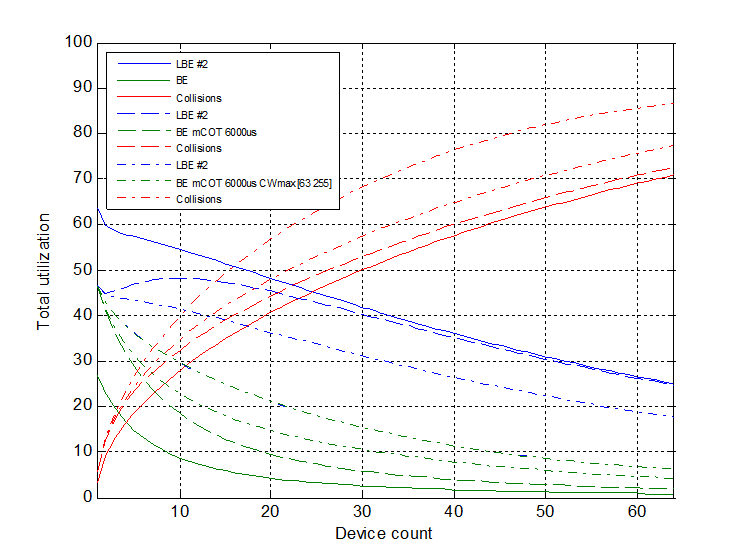 100
90
80
70
60
50
40
30
20
10
0
Total utilization
LBE #2
BE
Collisions
LBE #2
BE mCOT 6000us
Collisions
LBE #2
BE mCOT 6000us CWmax[63 255]
Collisions
10 20 30 40 50 60
Device count